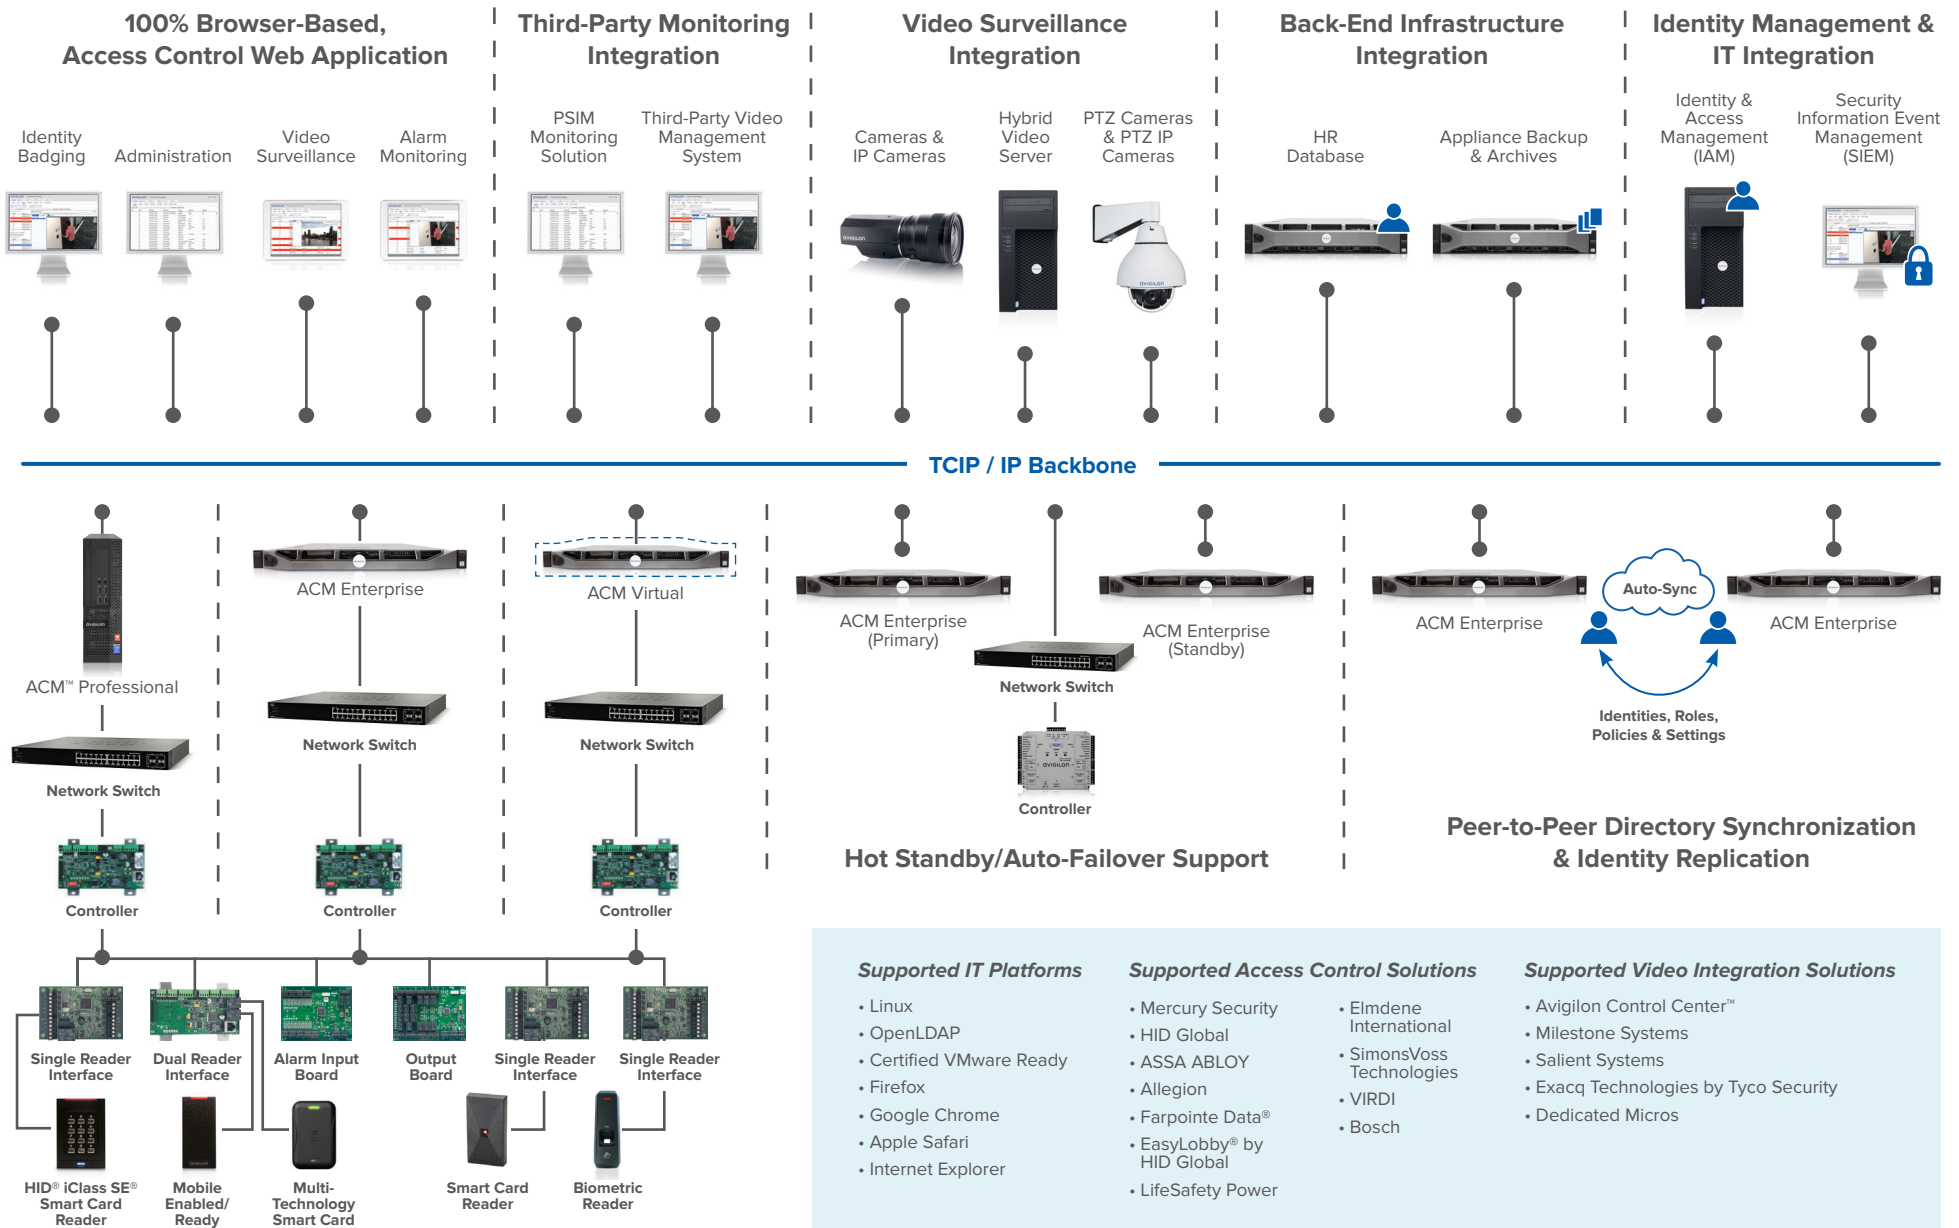 100% Browser-Based,
Access Control Web Application
Third-Party Monitoring
Integration
Video Surveillance
Integration
Back-End Infrastructure
Integration
Identity Management &
IT Integration
Identity
Badging
Administration
Video
Surveillance
Alarm
Monitoring
PSIM
Monitoring
Solution
Third-Party Video
Management
System
Cameras &
IP Cameras
Hybrid
Video
Server
PTZ Cameras
& PTZ IP
Cameras
HR
Database
Appliance Backup
& Archives
Identity &
Access
Management
(IAM)
Security
Information Event
Management
(SIEM)
avigilon
avigilon
TCIP / IP Backbone
avigilon
ACM™ Professional
Network Switch
Controller
ACM Enterprise
Network Switch
Controller
ACM Virtual
Network Switch
Controller
ACM Enterprise
(Primary)
ACM Enterprise
(Standby)
Network Switch
avigilon
Controller
Hot Standby/Auto-Failover Support
ACM Enterprise
Auto-Sync
ACM Enterprise
Identities, Roles,
Policies & Settings
Peer-to-Peer Directory Synchronization
& Identity Replication
Single Reader
Interface
Dual Reader
Interface
Alarm Input
Board
Output
Board
Single Reader
Interface
Single Reader
Interface
avigilon
HID® iClass SE®
Smart Card
Reader
Mobile
Enabled/
Ready
Multi-
Technology
Smart Card
Smart Card
Reader
Biometric
Reader
Supported IT Platforms
• Linux
• OpenLDAP
• Certified VMware Ready
• Firefox
• Google Chrome
• Apple Safari
• Internet Explorer
Supported Access Control Solutions
• Mercury Security
• HID Global
• ASSA ABLOY
• Allegion
• Farpointe Data®
• EasyLobby® by
HID Global
• LifeSafety Power
• Elmdene
International
• SimonsVoss
Technologies
• VIRDI
• Bosch
Supported Video Integration Solutions
• Avigilon Control Center™
• Milestone Systems
• Salient Systems
• Exacq Technologies by Tyco Security
• Dedicated Micros